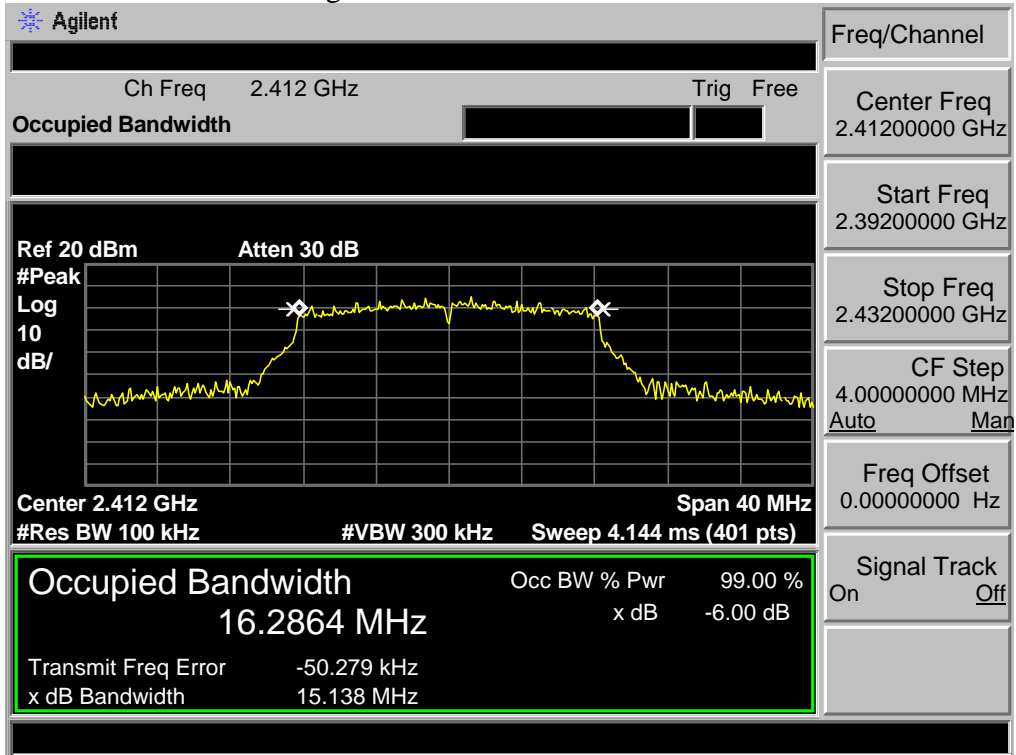 Agilent
Freq/Channel
Ch Freq 2.412 GHz Trig Free
Occupied Bandwidth
Center Freq
2.41200000 GHz
Start Freq
2.39200000 GHz
Ref 20 dBm Atten 30 dB
#Peak
Log
10
dB/
Stop Freq
2.43200000 GHz
CF Step
4.00000000 MHz
Auto Man
Center 2.412 GHz Span 40 MHz
#Res BW 100 kHz #VBW 300 kHz Sweep 4.144 ms (401 pts)
Freq Offset
0.00000000 Hz
Occupied Bandwidth Occ BW % Pwr 99.00 %
16.2864 MHz x dB -6.00 dB
Transmit Freq Error -50.279 kHz
x dB Bandwidth 15.138 MHz
Signal Track
On Off